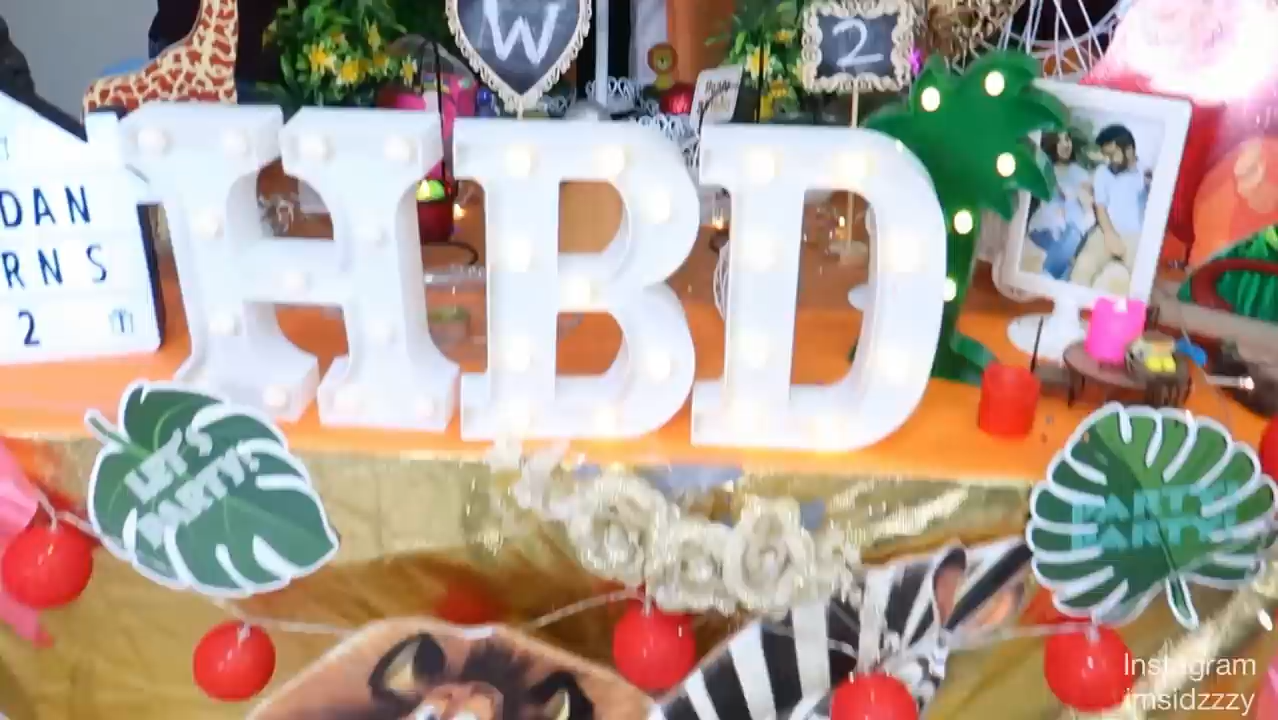 W
2
DAN
RNS
2
HBD
LET'S
PARTY!
PARTY!
PARTY!
Instagram
imsidzzzy